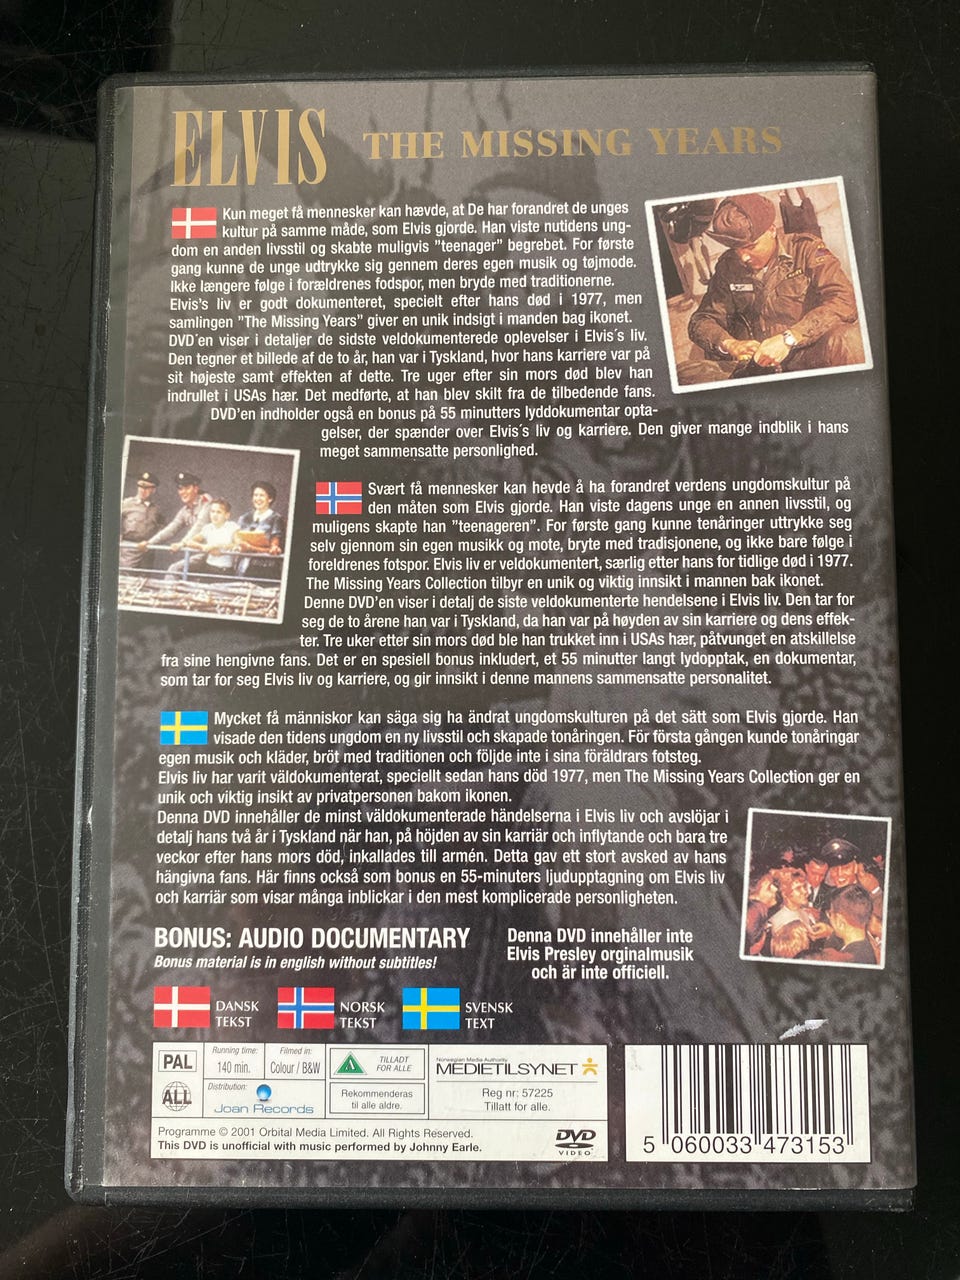 ELVIS THE MISSING YEARS
Kun meget få mennesker kan hævde, at De har forandret de unges
kultur på samme måde, som Elvis gjorde. Han viste nutidens ung-
dom en anden livsstil og skabte muligvis "teenager" begrebet. For første
gang kunne de unge udtrykke sig gennem deres egen musik og tøjmode.
Ikke længere følge i forældrenes fodspor, men bryde med traditionerne.
Elvis's liv er godt dokumenteret, specielt efter hans død i 1977, men
samlingen "The Missing Years" giver en unik indsigt i manden bag ikonet.
DVD´en viser i detaljer de sidste veldokumenterede oplevelser i Elvis´s liv.
Den tegner et billede af de to år, han var i Tyskland, hvor hans karriere var på
sit højeste samt effekten af dette. Tre uger efter sin mors død blev han
indrullet i USAs hær. Det medførte, at han blev skilt fra de tilbedende fans.
DVD'en indholder også en bonus på 55 minutters lyddokumentar opta-
gelser, der spænder over Elvis´s liv og karriere. Den giver mange indblik i hans
meget sammensatte personlighed.
Svært få mennesker kan hevde å ha forandret verdens ungdomskultur på
den måten som Elvis gjorde. Han viste dagens unge en annen livsstil, og
muligens skapte han "teenageren". For første gang kunne tenåringer uttrykke seg
selv gjennom sin egen musikk og mote, bryte med tradisjonene, og ikke bare følge i
foreldrenes fotspor. Elvis liv er veldokumentert, særlig etter hans for tidlige død i 1977.
The Missing Years Collection tilbyr en unik og viktig innsikt i mannen bak ikonet.
Denne DVD'en viser i detalj de siste veldokumenterte hendelsene i Elvis liv. Den tar for
seg de to årene han var i Tyskland, da han var på høyden av sin karriere og dens effek-
ter. Tre uker etter sin mors død ble han trukket inn i USAs hær, påtvunget en atskillelse
fra sine hengivne fans. Det er en spesiell bonus inkludert, et 55 minutter langt lydopptak, en dokumentar,
som tar for seg Elvis liv og karriere, og gir innsikt i denne mannens sammensatte personalitet.
Mycket få människor kan säga sig ha ändrat ungdomskulturen på det sätt som Elvis gjorde. Han
visade den tidens ungdom en ny livsstil och skapade tonåringen. För första gången kunde tonåringar
egen musik och kläder, bröt med traditionen och följde inte i sina föräldrars fotsteg.
Elvis liv har varit väldokumenterat, speciellt sedan hans död 1977, men The Missing Years Collection ger en
unik och viktig insikt av privatpersonen bakom ikonen.
Denna DVD innehåller de minst väldokumenterade händelserna i Elvis liv och avslöjar i
detalj hans två år i Tyskland när han, på höjden av sin karriär och inflytande och bara tre
veckor efter hans mors död, inkallades till armén. Detta gav ett stort avsked av hans
hängivna fans. Här finns också som bonus en 55-minuters ljudupptagning om Elvis liv
och karriär som visar många inblickar i den mest komplicerade personligheten.
BONUS: AUDIO DOCUMENTARY
Bonus material is in english without subtitles!
Denna DVD innehåller inte
Elvis Presley orginalmusik
och är inte officiell.
DANSK
TEKST
NORSK
TEKST
SVENSK
TEXT
PAL
Running time:
140 min.
Filmed in:
Colour / B&W
ALL
Distribution:
Joan Records
A
TILLADT
FOR ALLE
Rekommenderas
til alle aldre.
Norwegian Media Authority
MEDIETILSYNET
Reg nr: 57225
Tillatt for alle.
Programme © 2001 Orbital Media Limited. All Rights Reserved.
This DVD is unofficial with music performed by Johnny Earle.
DVD
VIDEO
5 060033 473153